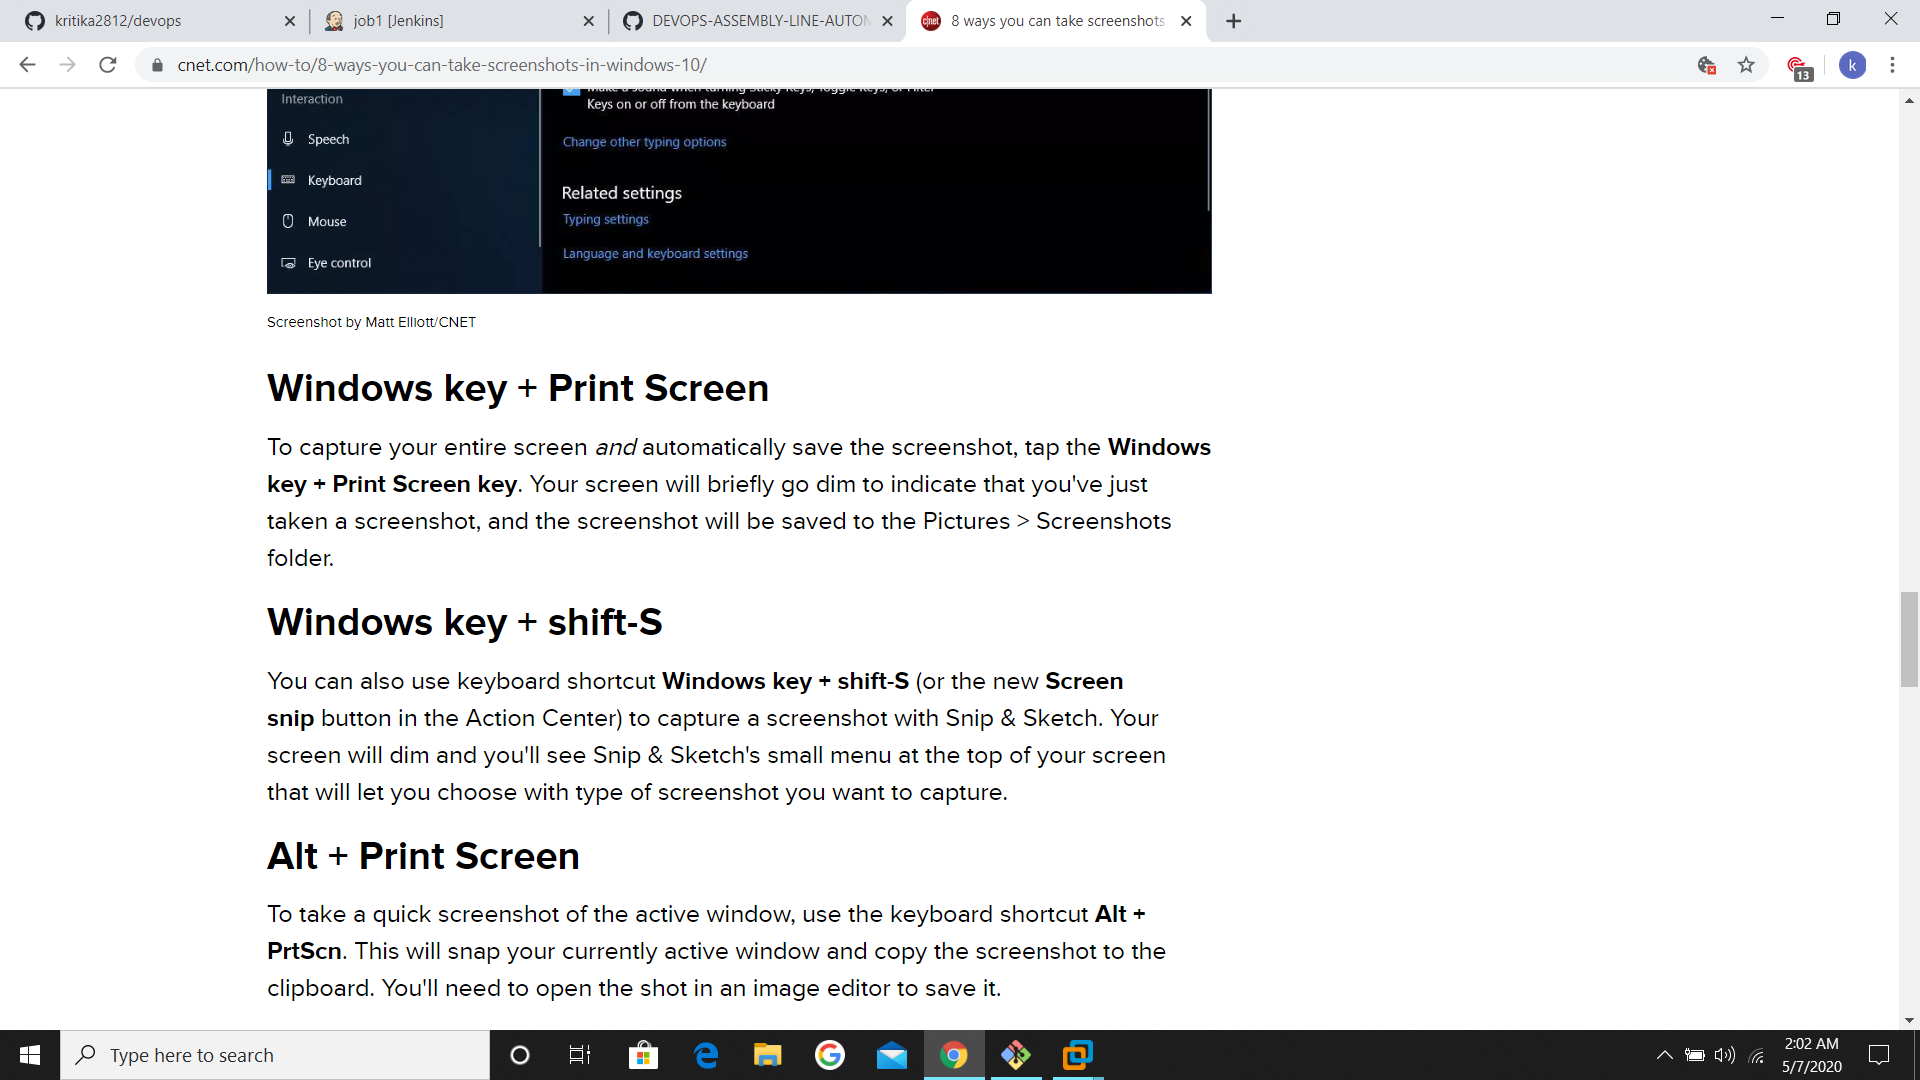 kritika2812/devops
job1 [Jenkins]
DEVOPS-ASSEMBLY-LINE-AUTOM
cnet
8 ways you can take screenshots
cnet.com/how-to/8-ways-you-can-take-screenshots-in-windows-10/
13
k
Interaction
Speech
Keyboard
Mouse
Eye control
Make a sound when turning Sticky Keys, Toggle Keys, or Filter
Keys on or off from the keyboard
Change other typing options
Related settings
Typing settings
Language and keyboard settings
Screenshot by Matt Elliott/CNET
Windows key + Print Screen
To capture your entire screen and automatically save the screenshot, tap the Windows
key + Print Screen key. Your screen will briefly go dim to indicate that you've just
taken a screenshot, and the screenshot will be saved to the Pictures > Screenshots
folder.
Windows key + shift-S
You can also use keyboard shortcut Windows key + shift-S (or the new Screen
snip button in the Action Center) to capture a screenshot with Snip & Sketch. Your
screen will dim and you'll see Snip & Sketch's small menu at the top of your screen
that will let you choose with type of screenshot you want to capture.
Alt + Print Screen
To take a quick screenshot of the active window, use the keyboard shortcut Alt +
PrtScn. This will snap your currently active window and copy the screenshot to the
clipboard. You'll need to open the shot in an image editor to save it.
Type here to search
2:02 AM
5/7/2020